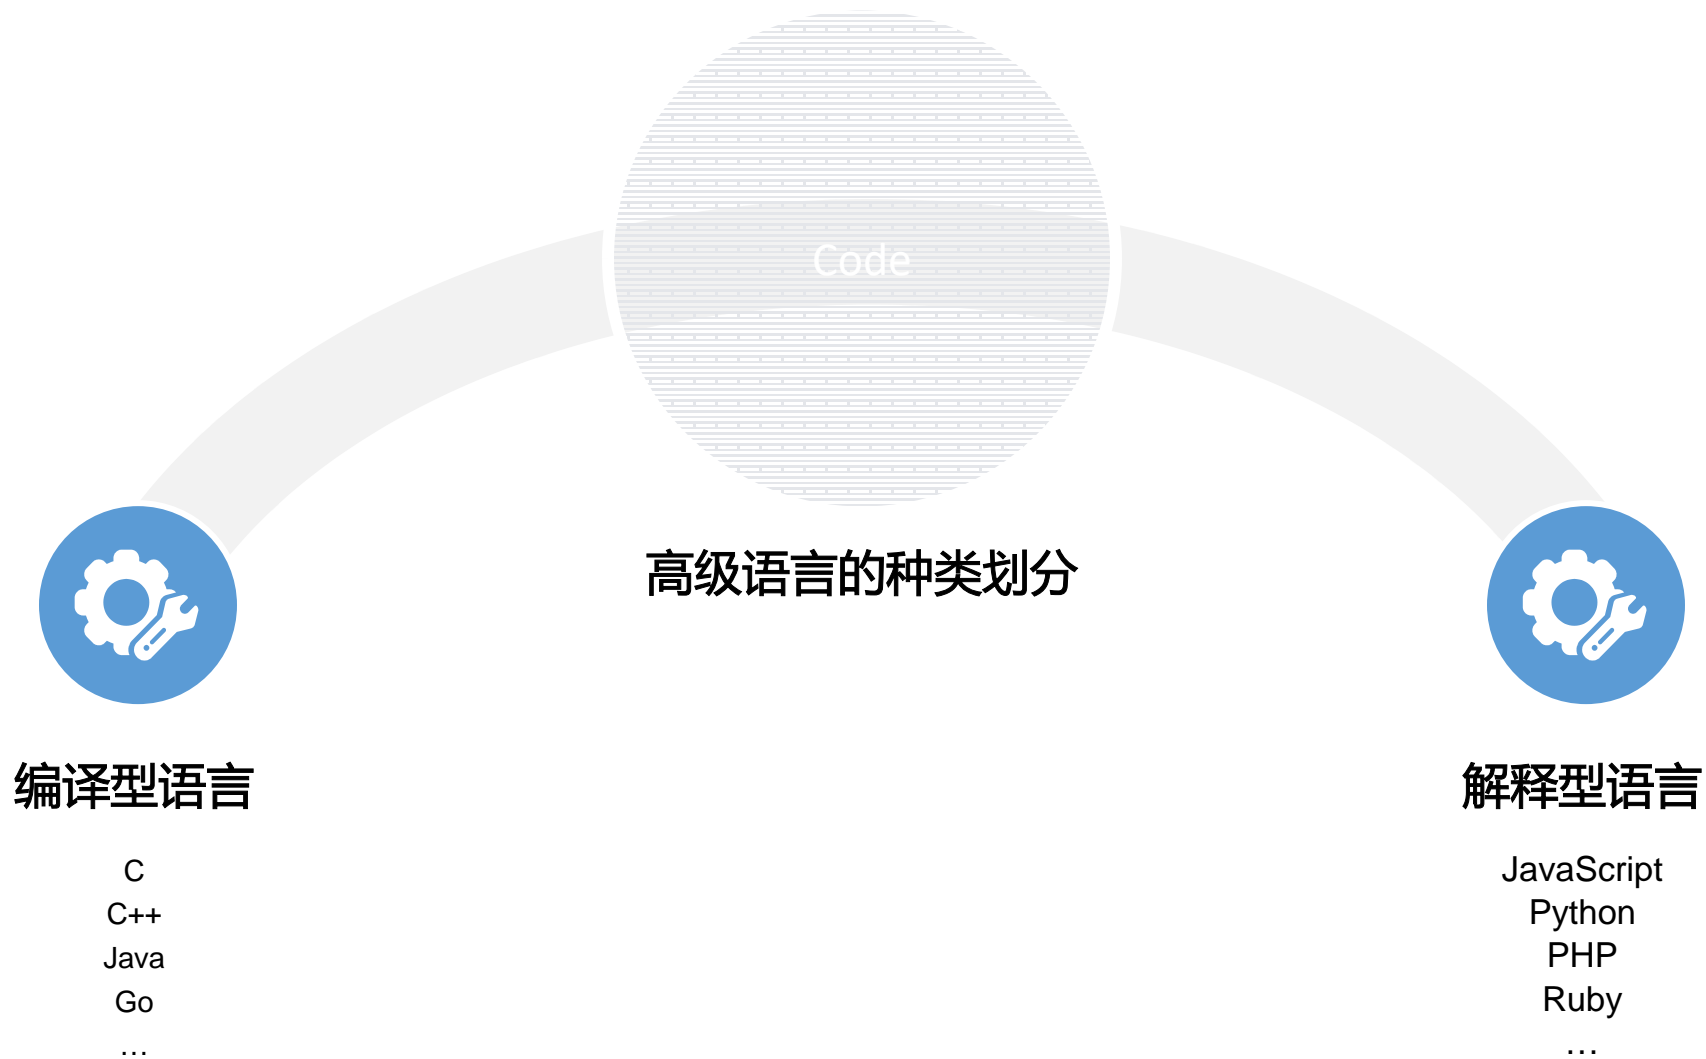 Code
高级语言的种类划分
编译型语言
C
C++
Java
Go
...
解释型语言
JavaScript
Python
PHP
Ruby
...